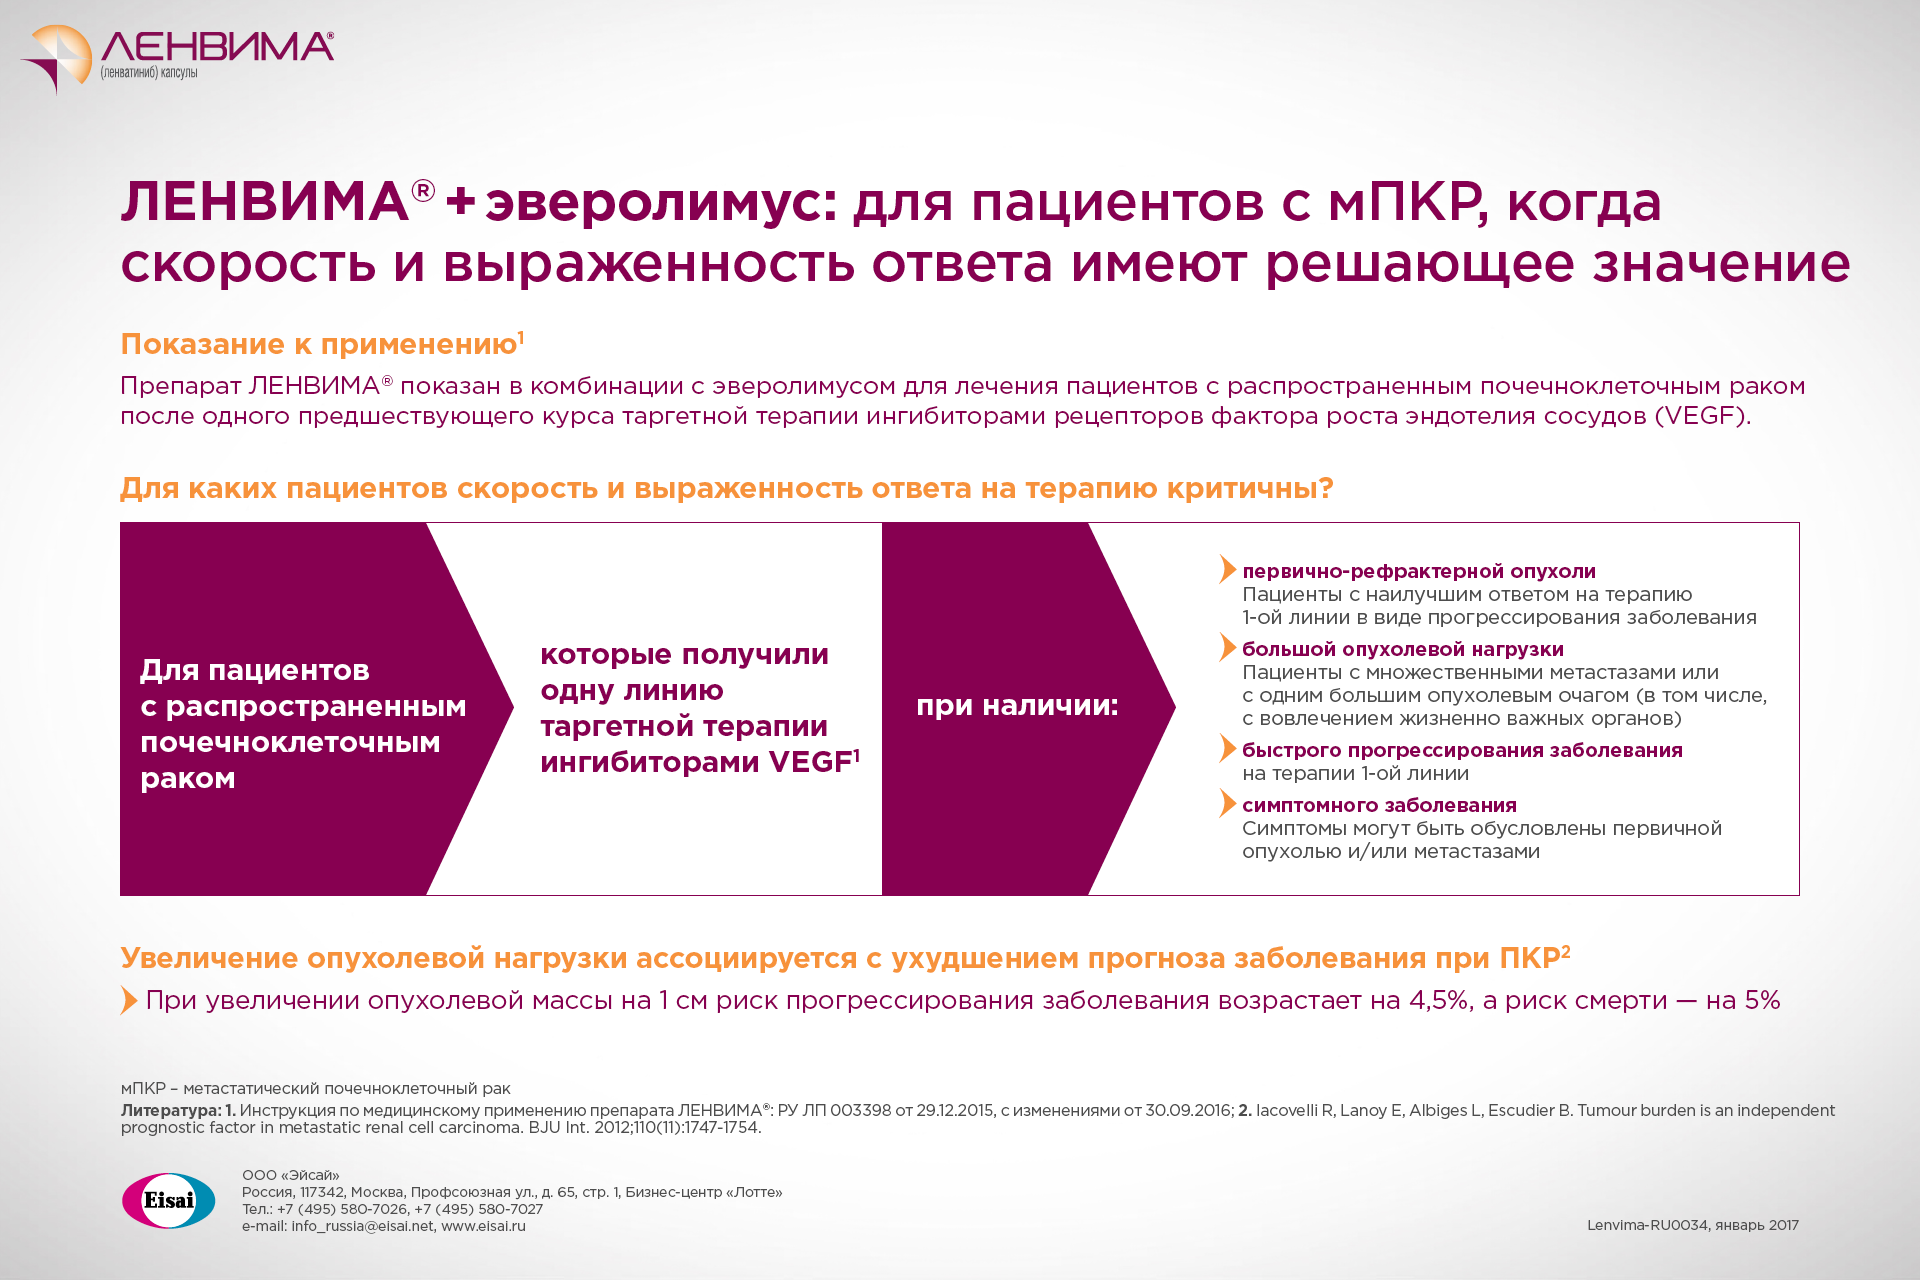 ЛЕНВИМА®
(ленватиниб) капсулы
ЛЕНВИМА® + эверолимус: для пациентов с мПКР, когда
скорость и выраженность ответа имеют решающее значение
Показание к применению1
Препарат ЛЕНВИМА® показан в комбинации с эверолимусом для лечения пациентов с распространенным почечноклеточным раком
после одного предшествующего курса таргетной терапии ингибиторами рецепторов фактора роста эндотелия сосудов (VEGF).
Для каких пациентов скорость и выраженность ответа на терапию критичны?
Для пациентов
с распространенным
почечноклеточным
раком
которые получили
одну линию
таргетной терапии
ингибиторами VEGF1
при наличии:
первично-рефрактерной опухоли
Пациенты с наилучшим ответом на терапию
1-ой линии в виде прогрессирования заболевания
большой опухолевой нагрузки
Пациенты с множественными метастазами или
с одним большим опухолевым очагом (в том числе,
с вовлечением жизненно важных органов)
быстрого прогрессирования заболевания
на терапии 1-ой линии
симптомного заболевания
Симптомы могут быть обусловлены первичной
опухолью и/или метастазами
Увеличение опухолевой нагрузки ассоциируется с ухудшением прогноза заболевания при ПКР2
При увеличении опухолевой массы на 1 см риск прогрессирования заболевания возрастает на 4,5%, а риск смерти — на 5%
мПКР – метастатический почечноклеточный рак
Литература: 1. Инструкция по медицинскому применению препарата ЛЕНВИМА®: РУ ЛП 003398 от 29.12.2015, с изменениями от 30.09.2016; 2. Iacovelli R, Lanoy E, Albiges L, Escudier B. Tumour burden is an independent
prognostic factor in metastatic renal cell carcinoma. BJU Int. 2012;110(11):1747-1754.
Eisai
ООО «Эйсай»
Россия, 117342, Москва, Профсоюзная ул., д. 65, стр. 1, Бизнес-центр «Лотте»
Тел.: +7 (495) 580-7026, +7 (495) 580-7027
e-mail: info_russia@eisai.net, www.eisai.ru
Lenvima-RU0034, январь 2017